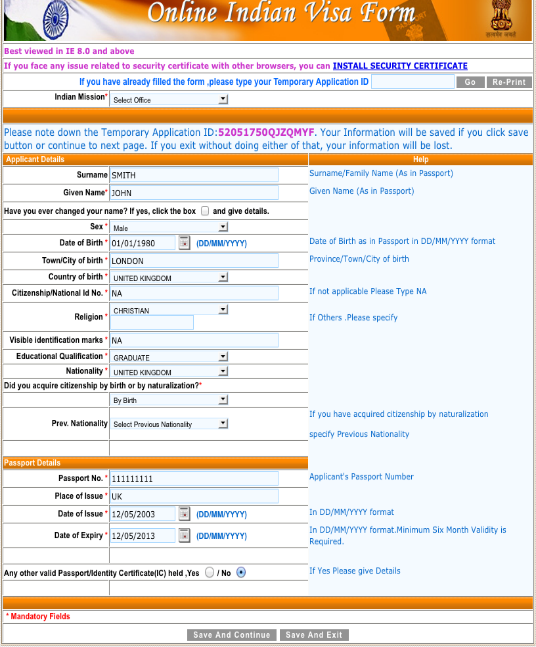 Online Indian Visa Form
Best viewed in IE 8.0 and above
If you face any issue related to security certificate with other browsers, you can INSTALL SECURITY CERTIFICATE
If you have already filled the form ,please type your Temporary Application ID Go Re-Print
Indian Mission* Select Office
Please note down the Temporary Application ID:52051750QJZQMYF. Your Information will be saved if you click save
button or continue to next page. If you exit without doing either of that, your information will be lost.
Applicant Details Help
Surname SMITH Surname/Family Name (As in Passport)
Given Name* JOHN Given Name (As in Passport)
Have you ever changed your name? If yes, click the box and give details.
Sex * Male
Date of Birth * 01/01/1980 (DD/MM/YYYY) Date of Birth as in Passport in DD/MM/YYYY format
Town/City of birth * LONDON Province/Town/City of birth
Country of birth * UNITED KINGDOM
Citizenship/National Id No. * NA If not applicable Please Type NA
Religion * CHRISTIAN If Others .Please specify
Visible identification marks * NA
Educational Qualification * GRADUATE
Nationality * UNITED KINGDOM
Did you acquire citizenship by birth or by naturalization?*
By Birth
Prev. Nationality Select Previous Nationality If you have acquired citizenship by naturalization
specify Previous Nationality
Passport Details
Passport No. * 111111111 Applicant's Passport Number
Place of Issue * UK
Date of Issue * 12/05/2003 (DD/MM/YYYY) In DD/MM/YYYY format
Date of Expiry * 12/05/2013 (DD/MM/YYYY) In DD/MM/YYYY format.Minimum Six Month Validity is
Required.
Any other valid Passport/Identity Certificate(IC) held ,Yes / No If Yes Please give Details
* Mandatory Fields
Save And Continue Save And Exit